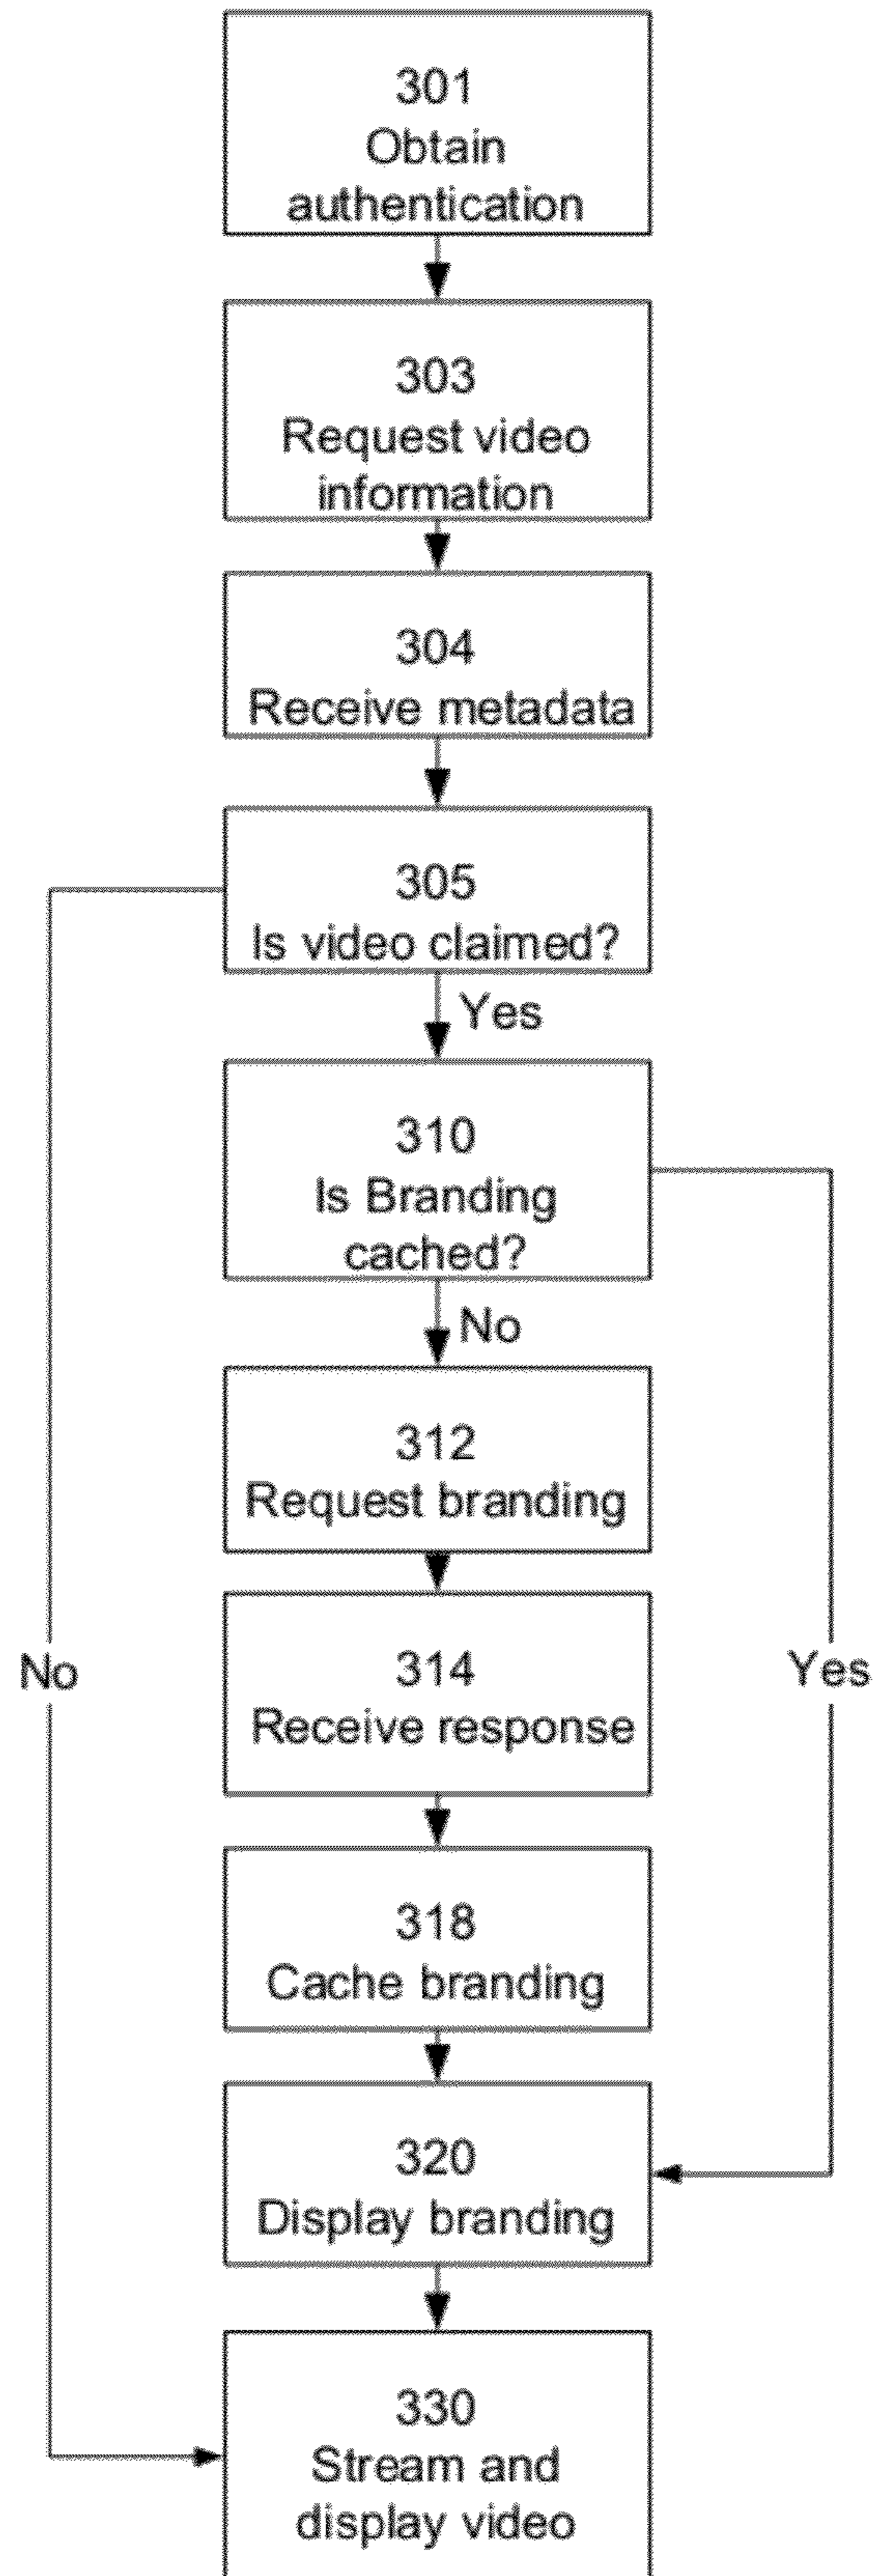 301
Obtain
authentication
303
Request video
information
304
Receive metadata
305
Is video claimed?
Yes
310
Is Branding
cached?
No
312
Request branding
314
Receive response
No
Yes
318
Cache branding
320
Display branding
330
Stream and
display video